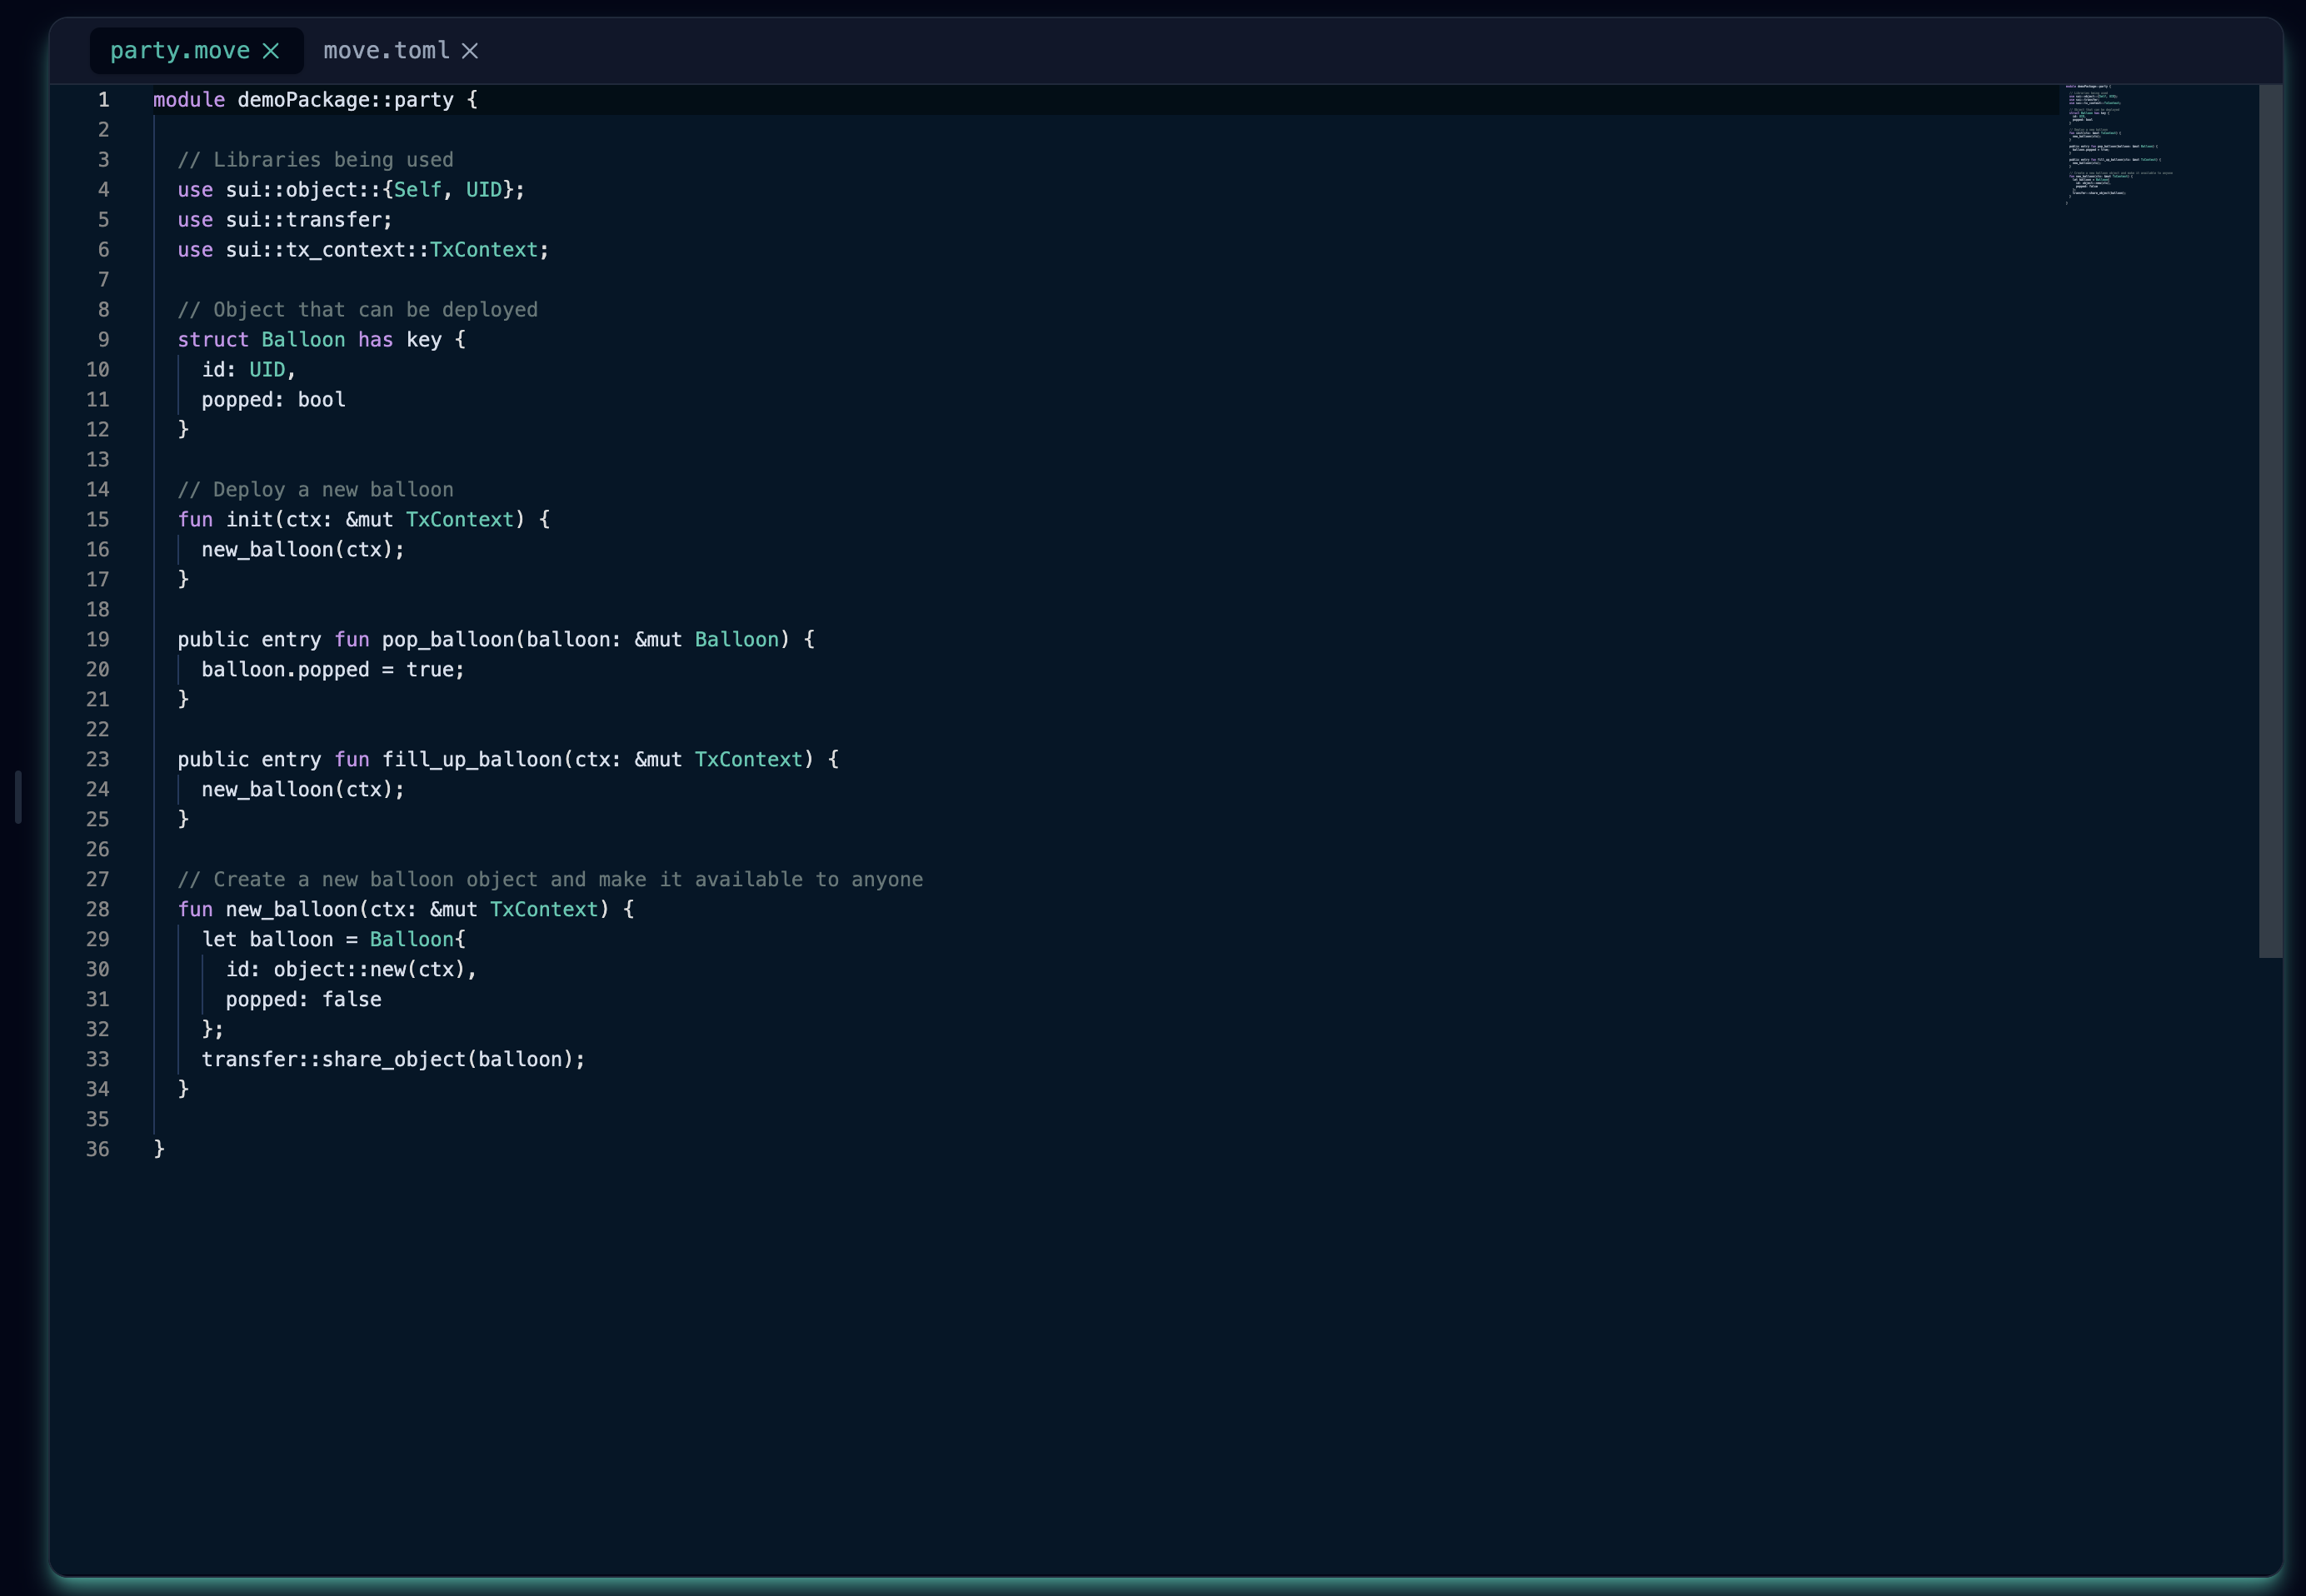 party.move
move.toml
1 module demoPackage::party {
2
3 // Libraries being used
4 use sui::object::{Self, UID};
5 use sui::transfer;
6 use sui::tx_context::TxContext;
7
8 // Object that can be deployed
9 struct Balloon has key {
10 id: UID,
11 popped: bool
12 }
13
14 // Deploy a new balloon
15 fun init(ctx: &mut TxContext) {
16 new_balloon(ctx);
17 }
18
19 public entry fun pop_balloon(balloon: &mut Balloon) {
20 balloon.popped = true;
21 }
22
23 public entry fun fill_up_balloon(ctx: &mut TxContext) {
24 new_balloon(ctx);
25 }
26
27 // Create a new balloon object and make it available to anyone
28 fun new_balloon(ctx: &mut TxContext) {
29 let balloon = Balloon{
30 id: object::new(ctx),
31 popped: false
32 };
33 transfer::share_object(balloon);
34 }
35
36 }